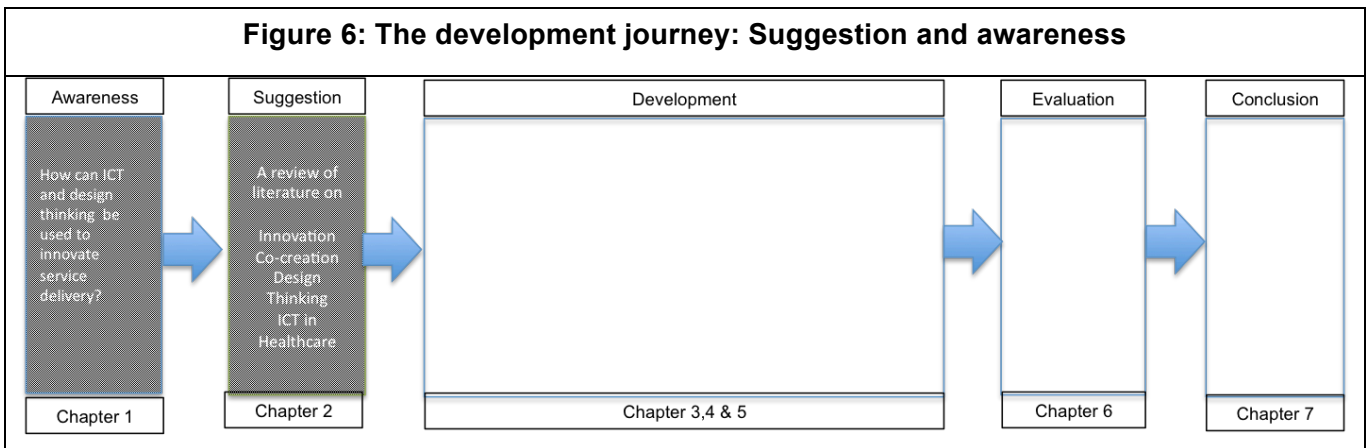 Figure 6: The development journey: Suggestion and awareness
Awareness
Suggestion
Development
Evaluation
Conclusion
How can ICT
and design
thinking be
used to
innovate
service
delivery?
A review of
literature on
Innovation
Co-creation
Design
Thinking
ICT in
Healthcare
Chapter 1
Chapter 2
Chapter 3,4 & 5
Chapter 6
Chapter 7